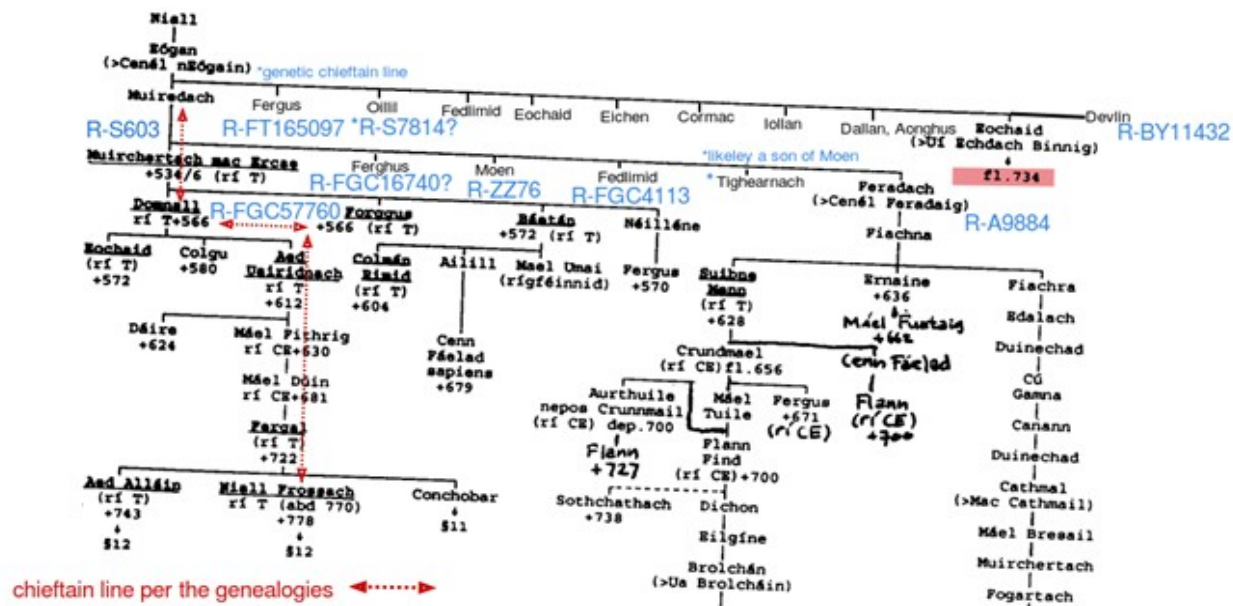 Niall
Eógan
(>Cenél nEógain)
*genetic chieftain line
Muiredach
Fergus
Oillil
Fedlimid
Eochaid
Eichen
Cormac
Iollan
Dallan, Aonghus
Eochaid
(>Uí Echdach Binnig)
fl.734
Devlin
R-BY11432
R-S603
R-FT165097
*R-S7814?
Muirchertach mac Ercae
+534/6 (rí T)
Ferghus
Moen
Fedlimid
*likeley a son of Moen
*
Tighearnach
Feradach
(>Cenél Feradaig)
R-FGC16740?
R-ZZ76
R-FGC4113
R-A9884
Domnall
rí T+566
R-FGC57760
Forggus
+566 (rí T)
Báetán
+572 (rí T)
Néilléne
Fiachna
Eochaid
(rí T)
+572
Colgu
+580
Aed
Uairidnach
rí T
+612
Colmán
Rimid
(rí T)
+604
Ailill
Mael Umai
(rígféinnid)
Fergus
+570
Suibne
Menn
(rí T)
+628
Ernaine
+636
Máel Fustaig
+662
Fiachra
Edalach
Duinechad
Cú
Gamna
Canann
Duinechad
Cathmal
(>Mac Cathmail)
Máel Bresail
Muirchertach
Fogartach
Dáire
+624
Máel Fithrig
rí CE+630
Cenn
Fáelad
sapiens
+679
Crundmael
(rí CE)fl.656
Cenn Fáelad
Máel Dúin
rí CE+681
Aurthuile
nepos Crunnmail
(rí CE) dep.700
Máel
Tuile
Fergus
+671
(rí CE)
Flann
(rí CE)
+700
Fergal
(rí T)
+722
Flann
+727
Flann
Find
(rí CE)+700
Aed Alláin
(rí T)
+743
§12
Niall Frossach
rí T (abd 770)
+778
§12
Conchobar
§11
Sothchathach
+738
Dichon
Eilgíne
Brolchán
(>Ua Brolcháin)
chieftain line per the genealogies